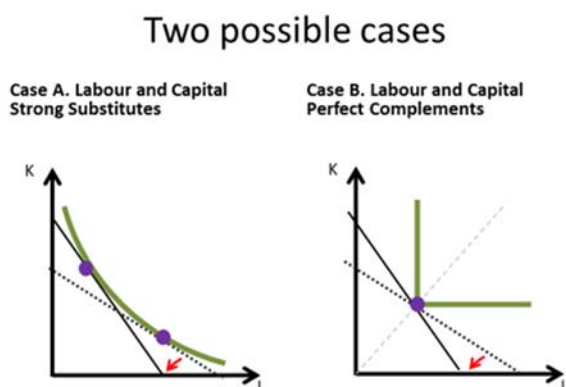 Two possible cases
Case A. Labour and Capital
Strong Substitutes
Case B. Labour and Capital
Perfect Complements
K
K